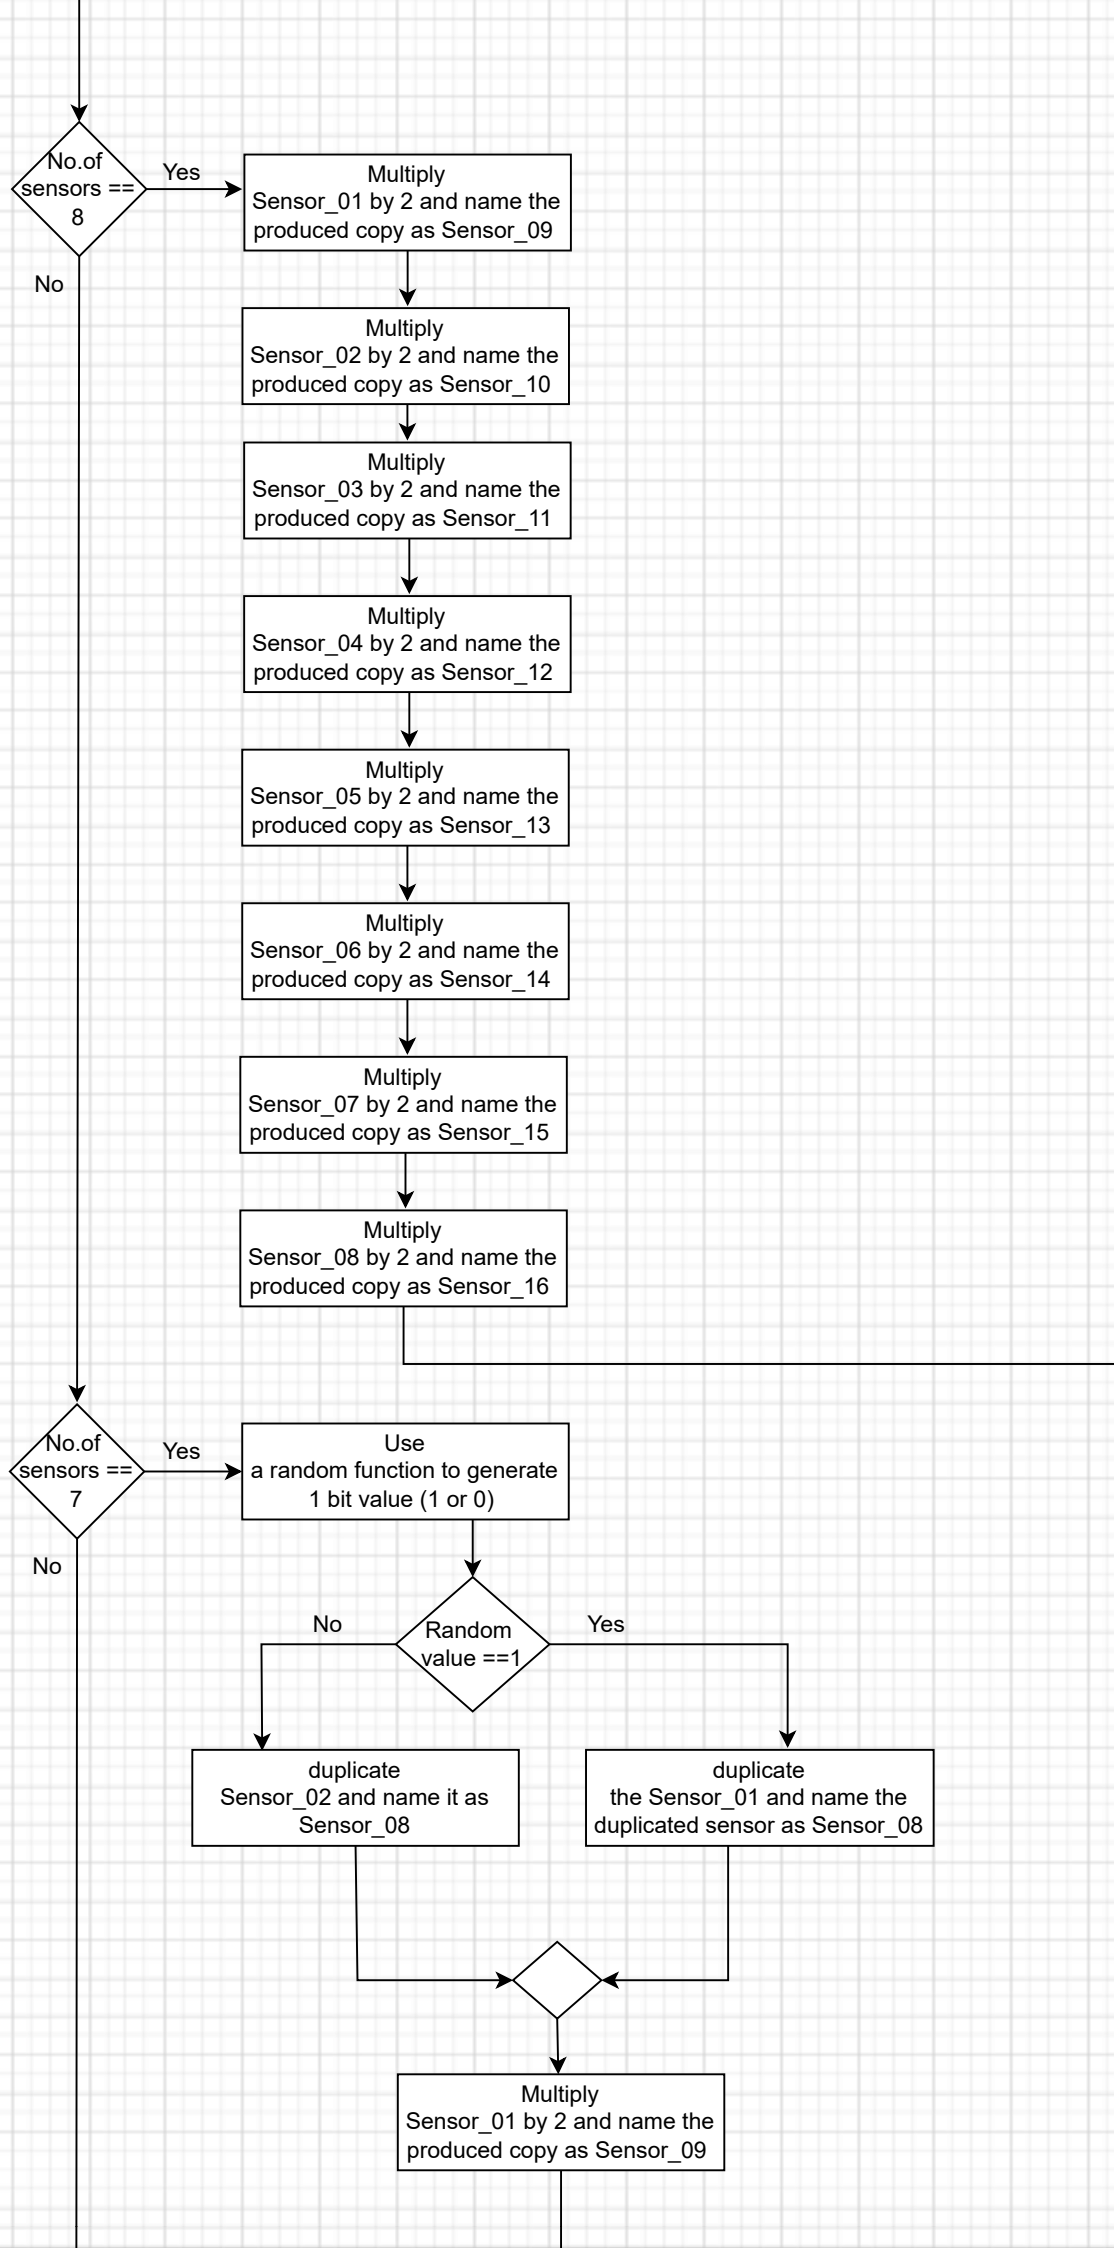 No.of
sensors ==
8
Yes
No
Multiply
Sensor_01 by 2 and name the
produced copy as Sensor_09
Multiply
Sensor_02 by 2 and name the
produced copy as Sensor_10
Multiply
Sensor_03 by 2 and name the
produced copy as Sensor_11
Multiply
Sensor_04 by 2 and name the
produced copy as Sensor_12
Multiply
Sensor_05 by 2 and name the
produced copy as Sensor_13
Multiply
Sensor_06 by 2 and name the
produced copy as Sensor_14
Multiply
Sensor_07 by 2 and name the
produced copy as Sensor_15
Multiply
Sensor_08 by 2 and name the
produced copy as Sensor_16
No.of
sensors ==
7
Yes
No
Use
a random function to generate
1 bit value (1 or 0)
Random
value ==1
No
Yes
duplicate
Sensor_02 and name it as
Sensor_08
duplicate
the Sensor_01 and name the
duplicated sensor as Sensor_08
Multiply
Sensor_01 by 2 and name the
produced copy as Sensor_09